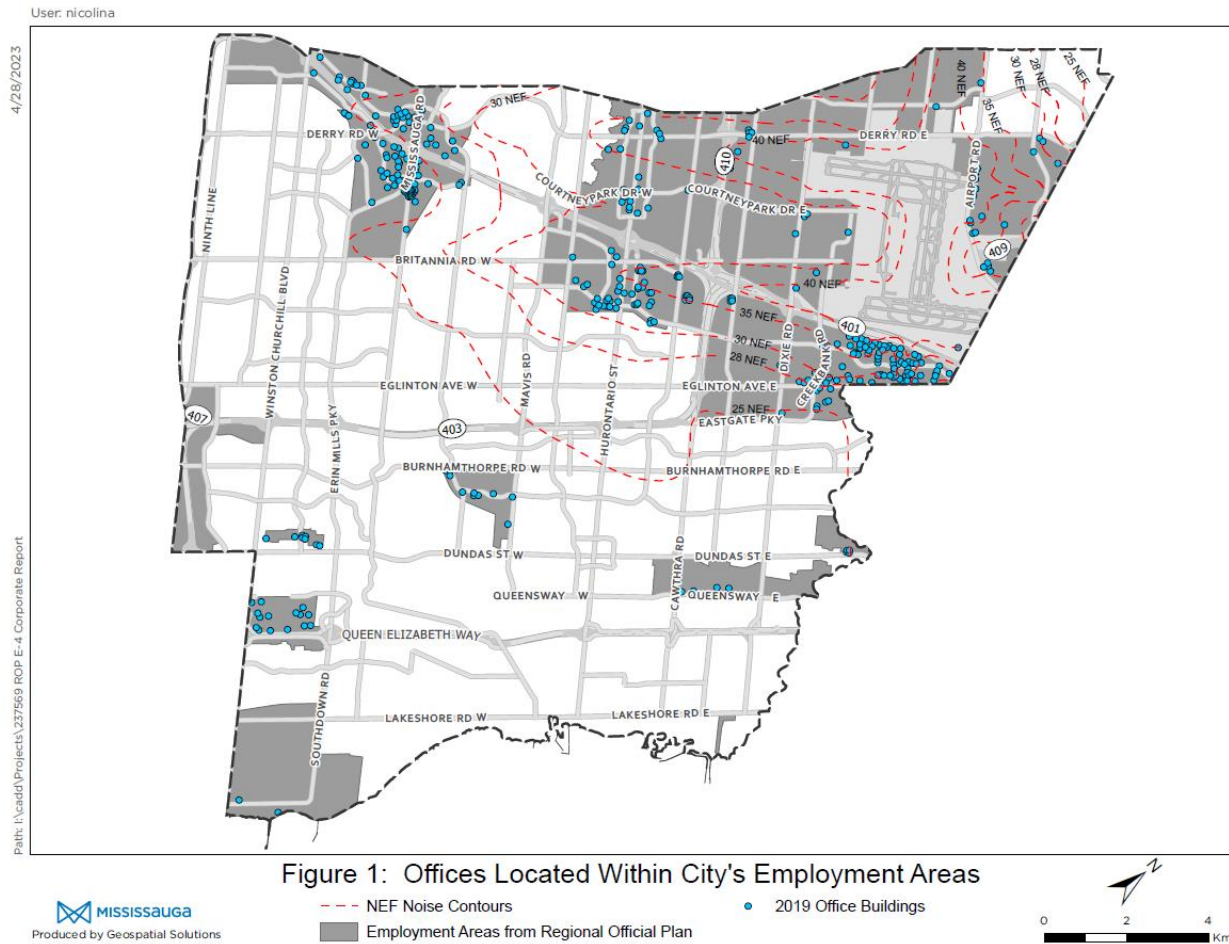 User: nicolina
4/28/2023
Path: I:\cadd\Projects\237569 ROP E-4 Corporate Report
40 NEF
30 NEF
28 NEF
25 NEF
35 NEF
30 NEF
MISSISSAUGA RD
DERRY RD W
40 NEF
DERRY RD E
410
AIRPORT RD
COURTNEYPARK DR W
COURTNEYPARK DR E
NINTH LINE
409
BRITANNIA RD W
40 NEF
WINSTON CHURCHILL BLVD
35 NEF
401
30 NEF
DIXIE RD
CREEKBANK RD
28 NEF
MAVIS RD
EGLINTON AVE W
EGLINTON AVE E
HURONTARIO ST
25 NEF
407
403
EASTGATE PKY
ERIN MILLS PKY
BURNHAMTHORPE RD W
BURNHAMTHORPE RD E
DUNDAS ST W
DUNDAS ST E
CAWTHRA RD
QUEENSWAY W
QUEENSWAY E
QUEEN ELIZABETH WAY
SOUTHDOWN RD
LAKESHORE RD W
LAKESHORE RD E
Figure 1: Offices Located Within City's Employment Areas
N
MISSISSAUGA
Produced by Geospatial Solutions
NEF Noise Contours
2019 Office Buildings
Employment Areas from Regional Official Plan
0 2 4
Km